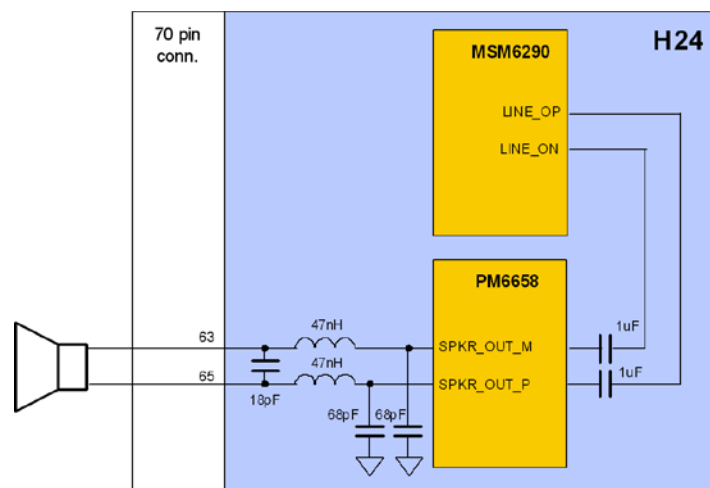 70 pin
conn.
H24
MSM6290
LINE_OP
LINE_ON
PM6658
1uF
63
47nH
SPKR_OUT_M
65
47nH
SPKR_OUT_P
1uF
18pF
68pF
68pF